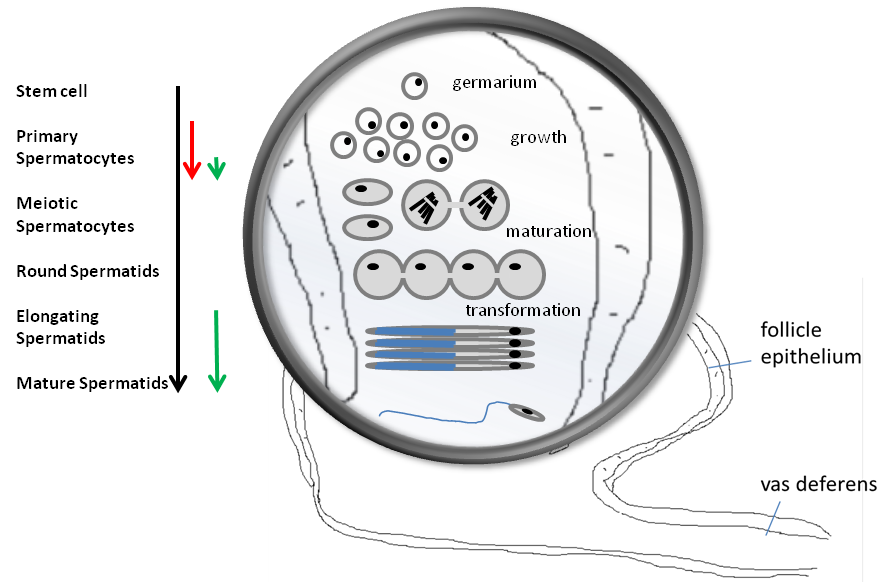 Stem cell
Primary
Spermatocytes
Meiotic
Spermatocytes
Round Spermatids
Elongating
Spermatids
Mature Spermatids
germarium
growth
maturation
transformation
follicle
epithelium
vas deferens